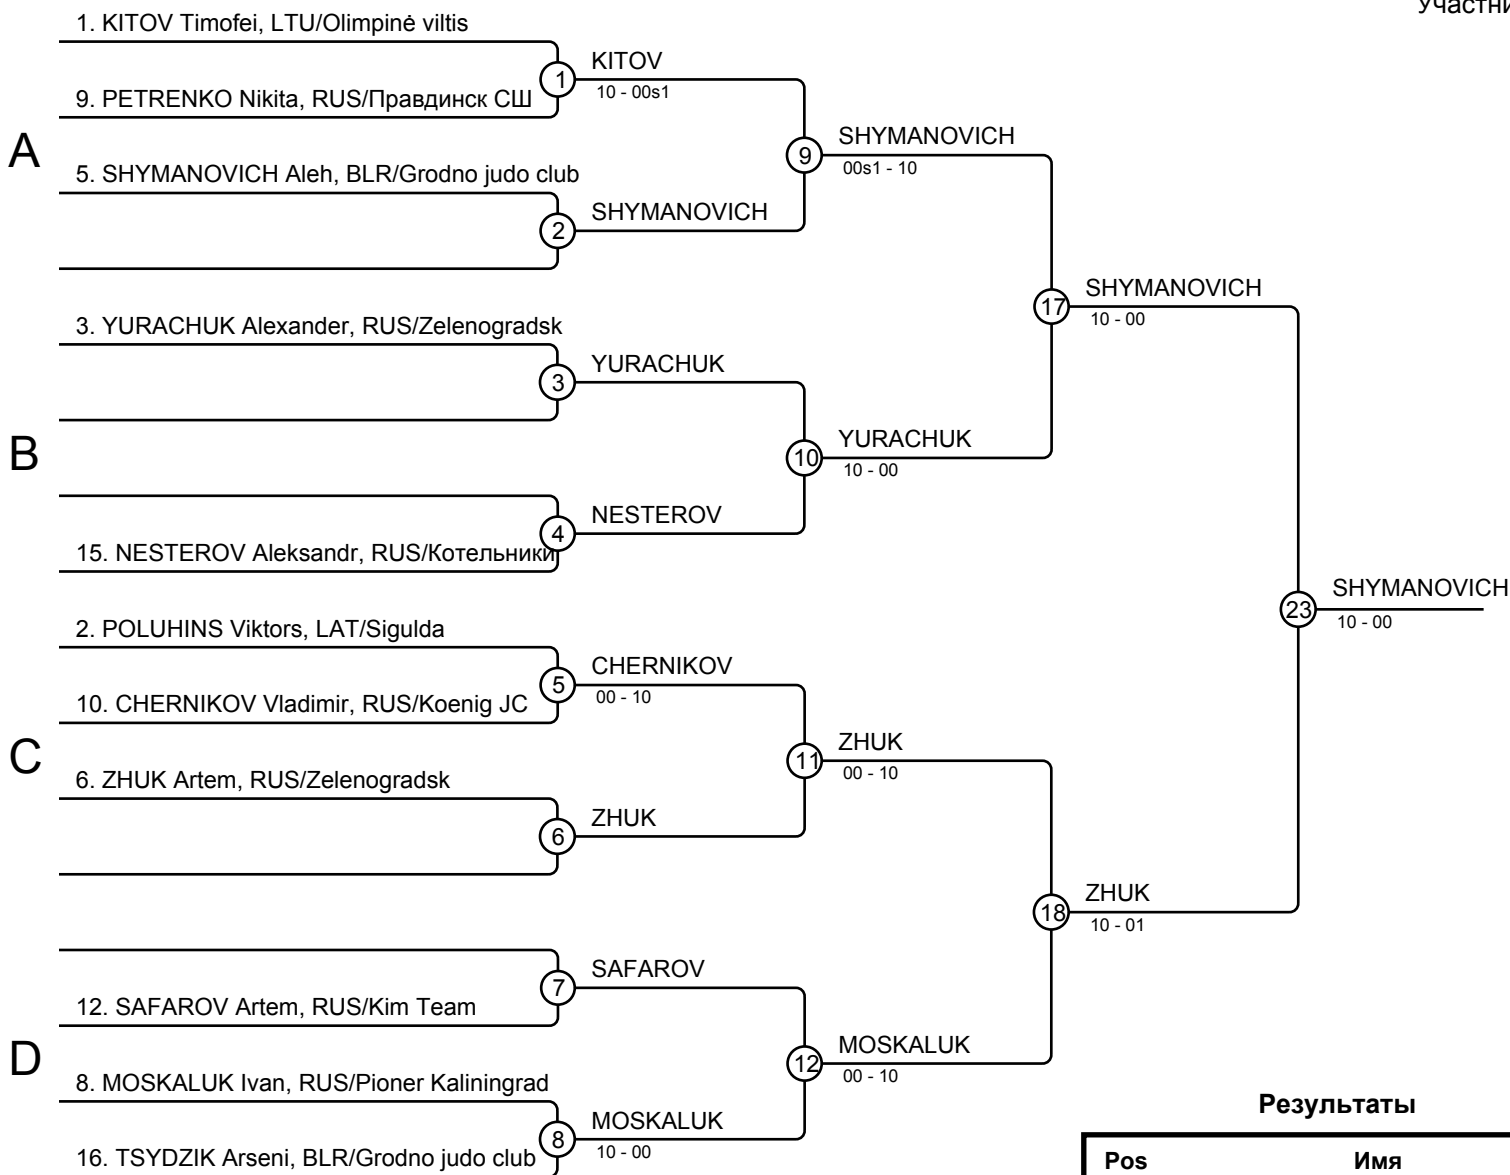 Участни
1. KITOV Timofei, LTU/Olimpinė viltis
1
KITOV
10 - 00s1
9. PETRENKO Nikita, RUS/Правдинск СШ
A
9
SHYMANOVICH
00s1 - 10
5. SHYMANOVICH Aleh, BLR/Grodno judo club
2
SHYMANOVICH
17
SHYMANOVICH
10 - 00
3. YURACHUK Alexander, RUS/Zelenogradsk
3
YURACHUK
B
10
YURACHUK
10 - 00
4
NESTEROV
15. NESTEROV Aleksandr, RUS/Котельники
23
SHYMANOVICH
10 - 00
2. POLUHINS Viktors, LAT/Sigulda
5
CHERNIKOV
00 - 10
10. CHERNIKOV Vladimir, RUS/Koenig JC
C
11
ZHUK
00 - 10
6. ZHUK Artem, RUS/Zelenogradsk
6
ZHUK
18
ZHUK
10 - 01
7
SAFAROV
12. SAFAROV Artem, RUS/Kim Team
D
12
MOSKALUK
00 - 10
8. MOSKALUK Ivan, RUS/Pioner Kaliningrad
8
MOSKALUK
10 - 00
16. TSYDZIK Arseni, BLR/Grodno judo club
Результаты
Pos Имя